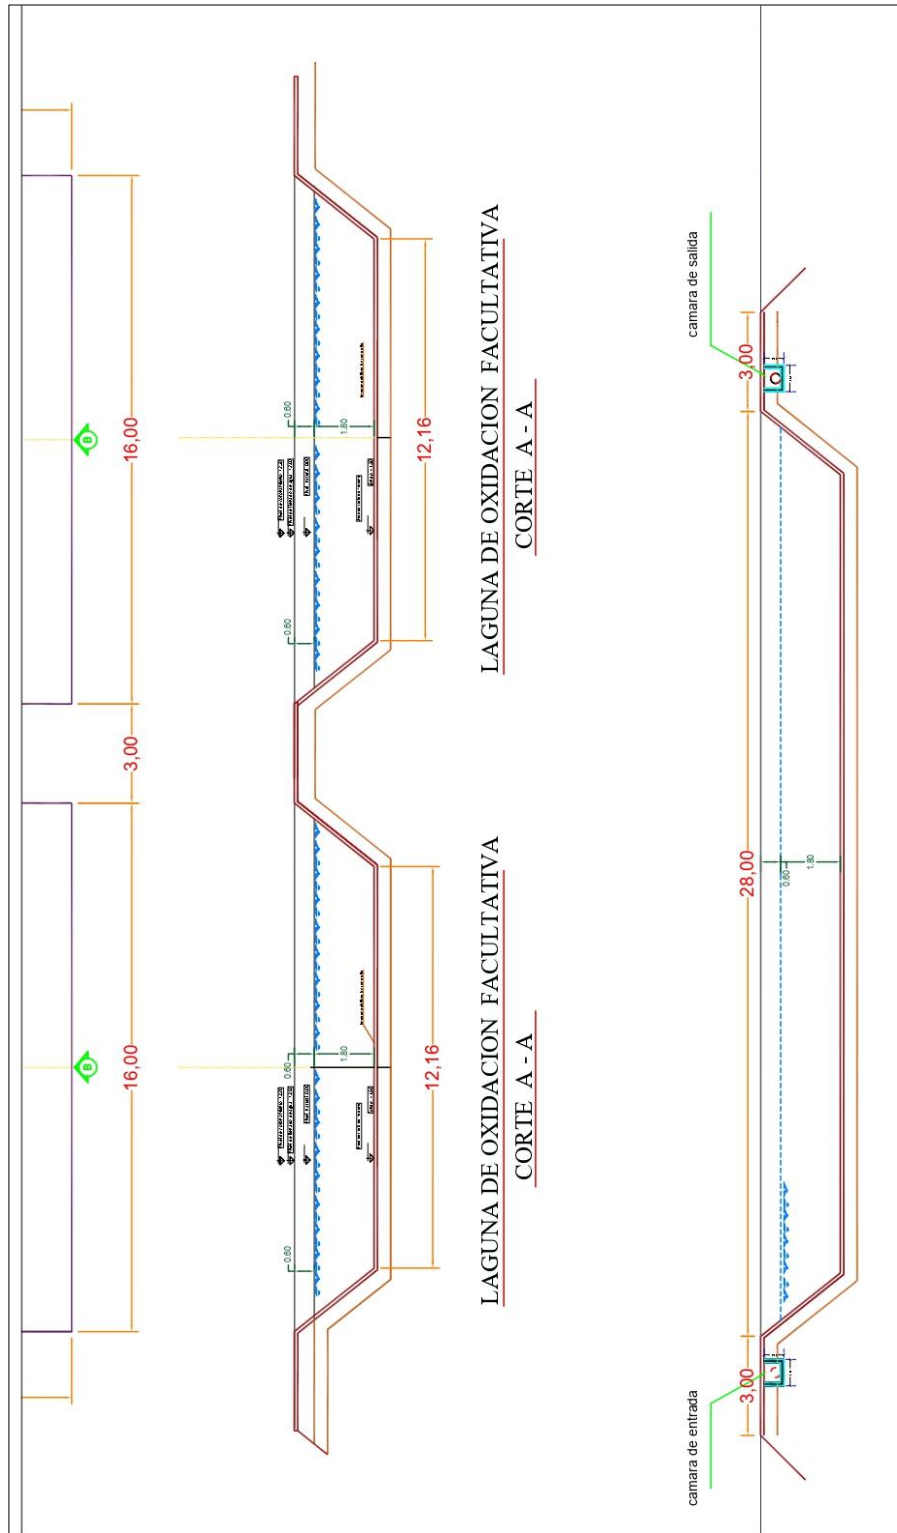 16,00
3,00
16,00
B
B
0.60
1.80
0.60
12,16
LAGUNA DE OXIDACION FACULTATIVA
CORTE A - A
0.60
1.80
0.60
12,16
LAGUNA DE OXIDACION FACULTATIVA
CORTE A - A
camara de entrada
3,00
28,00
0.60
1.80
3,00
camara de salida